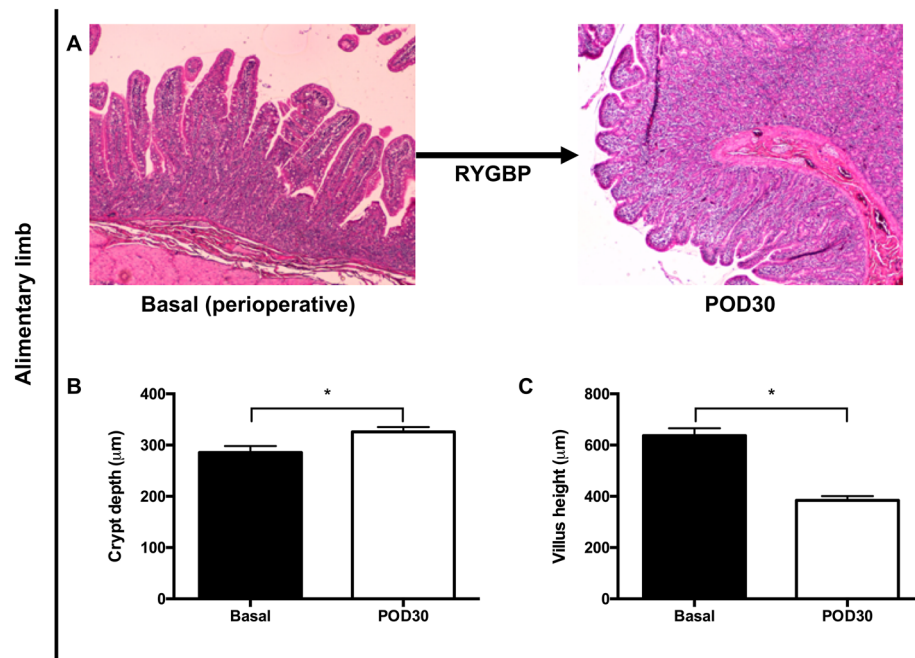 Alimentary limb
A
RYGBP
Basal (perioperative)
POD30
B
*
400
300
200
100
0
Crypt depth (μm)
Basal
POD30
C
*
800
600
400
200
0
Villus height (μm)
Basal
POD30